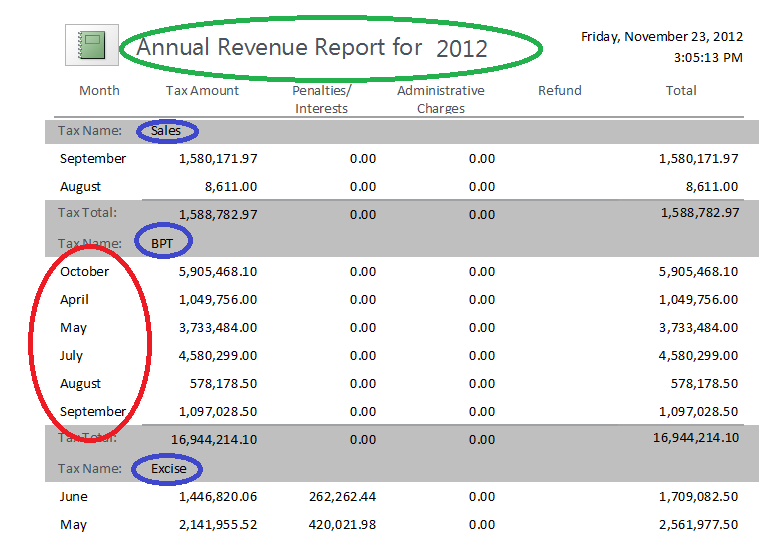 Annual Revenue Report for 2012
Friday, November 23, 2012
3:05:13 PM
Month Tax Amount Penalties/ Interests Administrative Charges Refund Total
Tax Name: Sales
September 1,580,171.97 0.00 0.00 1,580,171.97
August 8,611.00 0.00 0.00 8,611.00
Tax Total: 1,588,782.97 0.00 0.00 1,588,782.97
Tax Name: BPT
October 5,905,468.10 0.00 0.00 5,905,468.10
April 1,049,756.00 0.00 0.00 1,049,756.00
May 3,733,484.00 0.00 0.00 3,733,484.00
July 4,580,299.00 0.00 0.00 4,580,299.00
August 578,178.50 0.00 0.00 578,178.50
September 1,097,028.50 0.00 0.00 1,097,028.50
Tax Total: 16,944,214.10 0.00 0.00 16,944,214.10
Tax Name: Excise
June 1,446,820.06 262,262.44 0.00 1,709,082.50
May 2,141,955.52 420,021.98 0.00 2,561,977.50